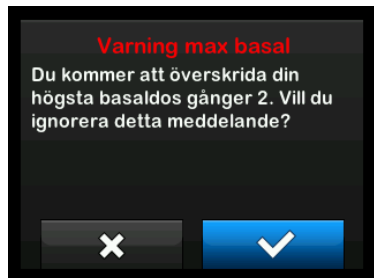 Varning max basal
Du kommer att överskrida din
högsta basaldos gånger 2. Vill du
ignorera detta meddelande?